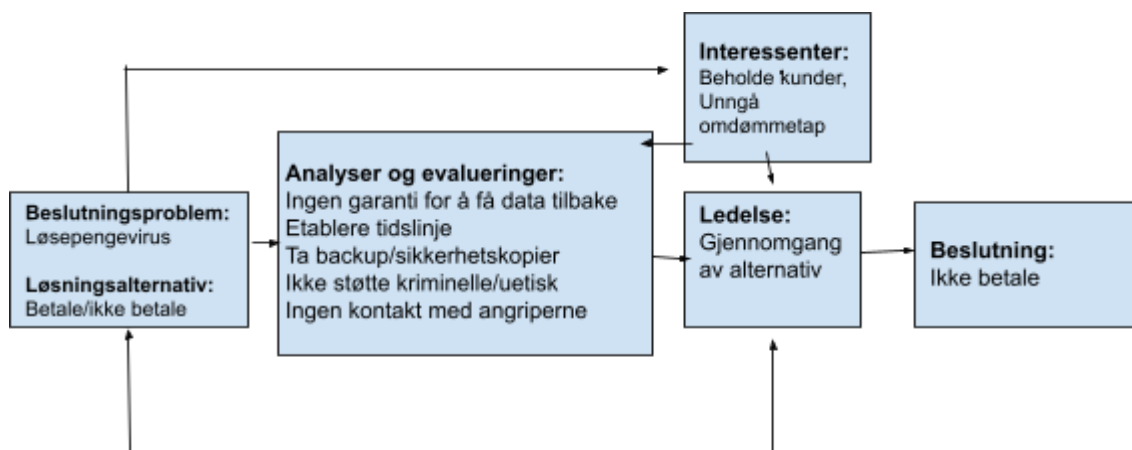 Beslutningsproblem:
Løsepengevirus
Løsningsalternativ:
Betale/ikke betale
Analyser og evalueringer:
Ingen garanti for å få data tilbake
Etablere tidslinje
Ta backup/sikkerhetskopier
Ikke støtte kriminelle/uetisk
Ingen kontakt med angriperne
Interessenter:
Beholde kunder,
Unngå
omdømmetap
Ledelse:
Gjennomgang
av alternativ
Beslutning:
Ikke betale